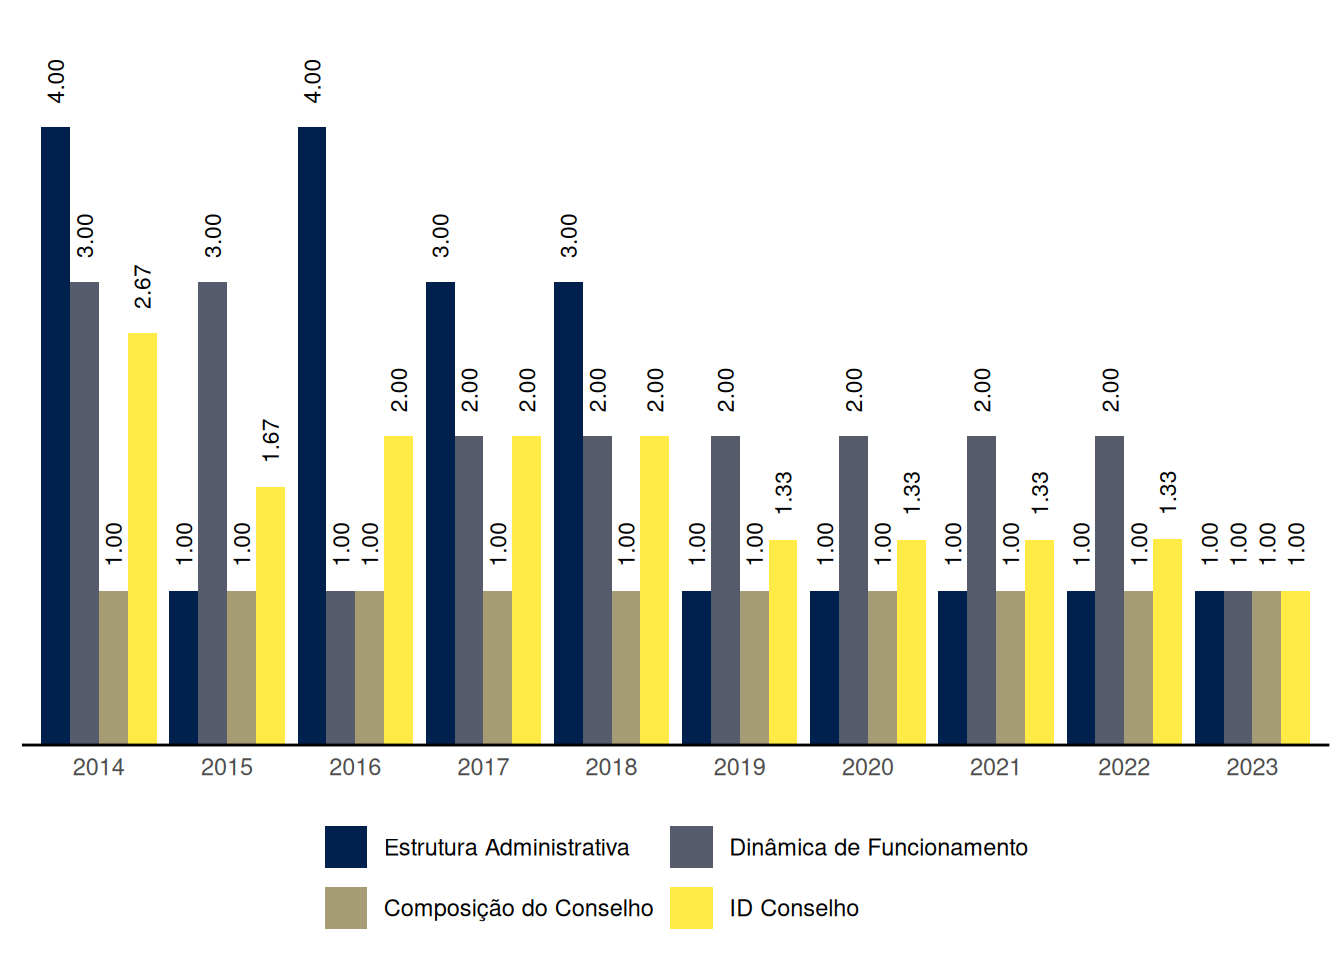 4.00 3.00 1.00 2.67 1.00 3.00 1.00 1.67 4.00 1.00 1.00 2.00 3.00 2.00 1.00 2.00 3.00 2.00 1.00 2.00 1.00 2.00 1.00 1.33 1.00 2.00 1.00 1.33 1.00 2.00 1.00 1.33 1.00 2.00 1.00 1.33 1.00 1.00 1.00 1.00
2014 2015 2016 2017 2018 2019 2020 2021 2022 2023
Estrutura Administrativa Dinâmica de Funcionamento
Composição do Conselho ID Conselho